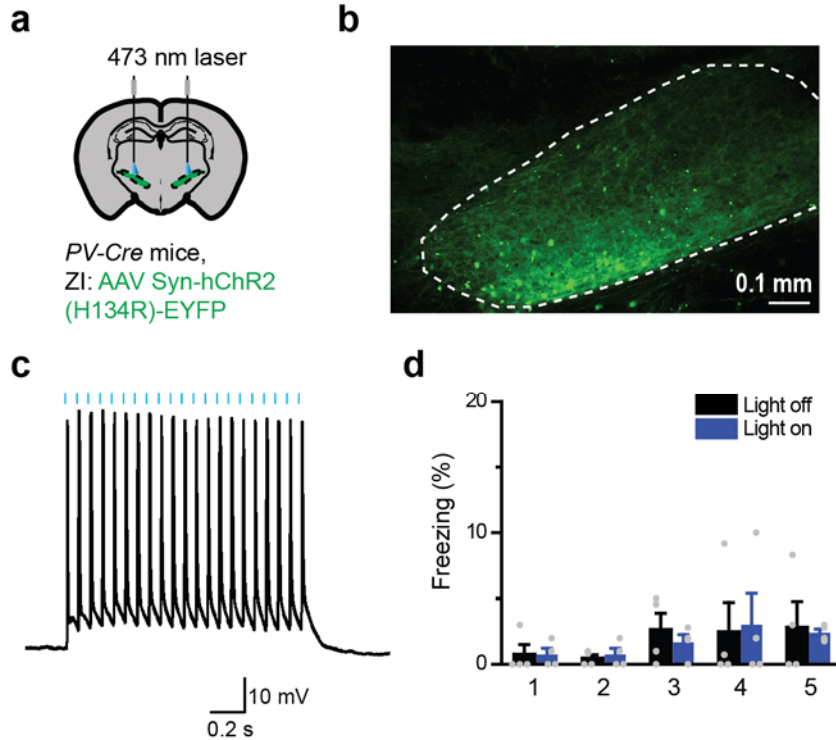 a
473 nm laser
PV-Cre mice,
ZI: AAV Syn-hChR2
(H134R)-EYFP
b
0.1 mm
c
10 mV
0.2 s
d
Light off
Light on
Freezing (%)
20
10
0
1 2 3 4 5